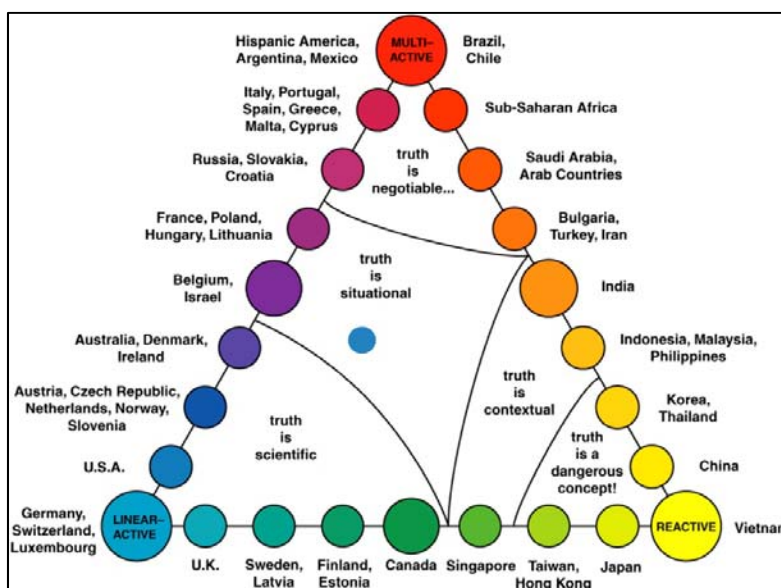 Hispanic America,
Argentina, Mexico
MULTI–
ACTIVE
Brazil,
Chile
Italy, Portugal,
Spain, Greece,
Malta, Cyprus
Sub-Saharan Africa
Russia, Slovakia,
Croatia
truth
is
negotiable...
Saudi Arabia,
Arab Countries
France, Poland,
Hungary, Lithuania
Bulgaria,
Turkey, Iran
Belgium,
Israel
truth
is
situational
India
Australia, Denmark,
Ireland
Indonesia, Malaysia,
Philippines
Austria, Czech Republic,
Netherlands, Norway,
Slovenia
truth
is
contextual
Korea,
Thailand
truth
is
scientific
truth
is a
dangerous
concept!
U.S.A.
China
Germany,
Switzerland,
Luxembourg
LINEAR–
ACTIVE
REACTIVE
Vietnam
U.K.
Sweden,
Latvia
Finland,
Estonia
Canada
Singapore
Taiwan,
Hong Kong
Japan